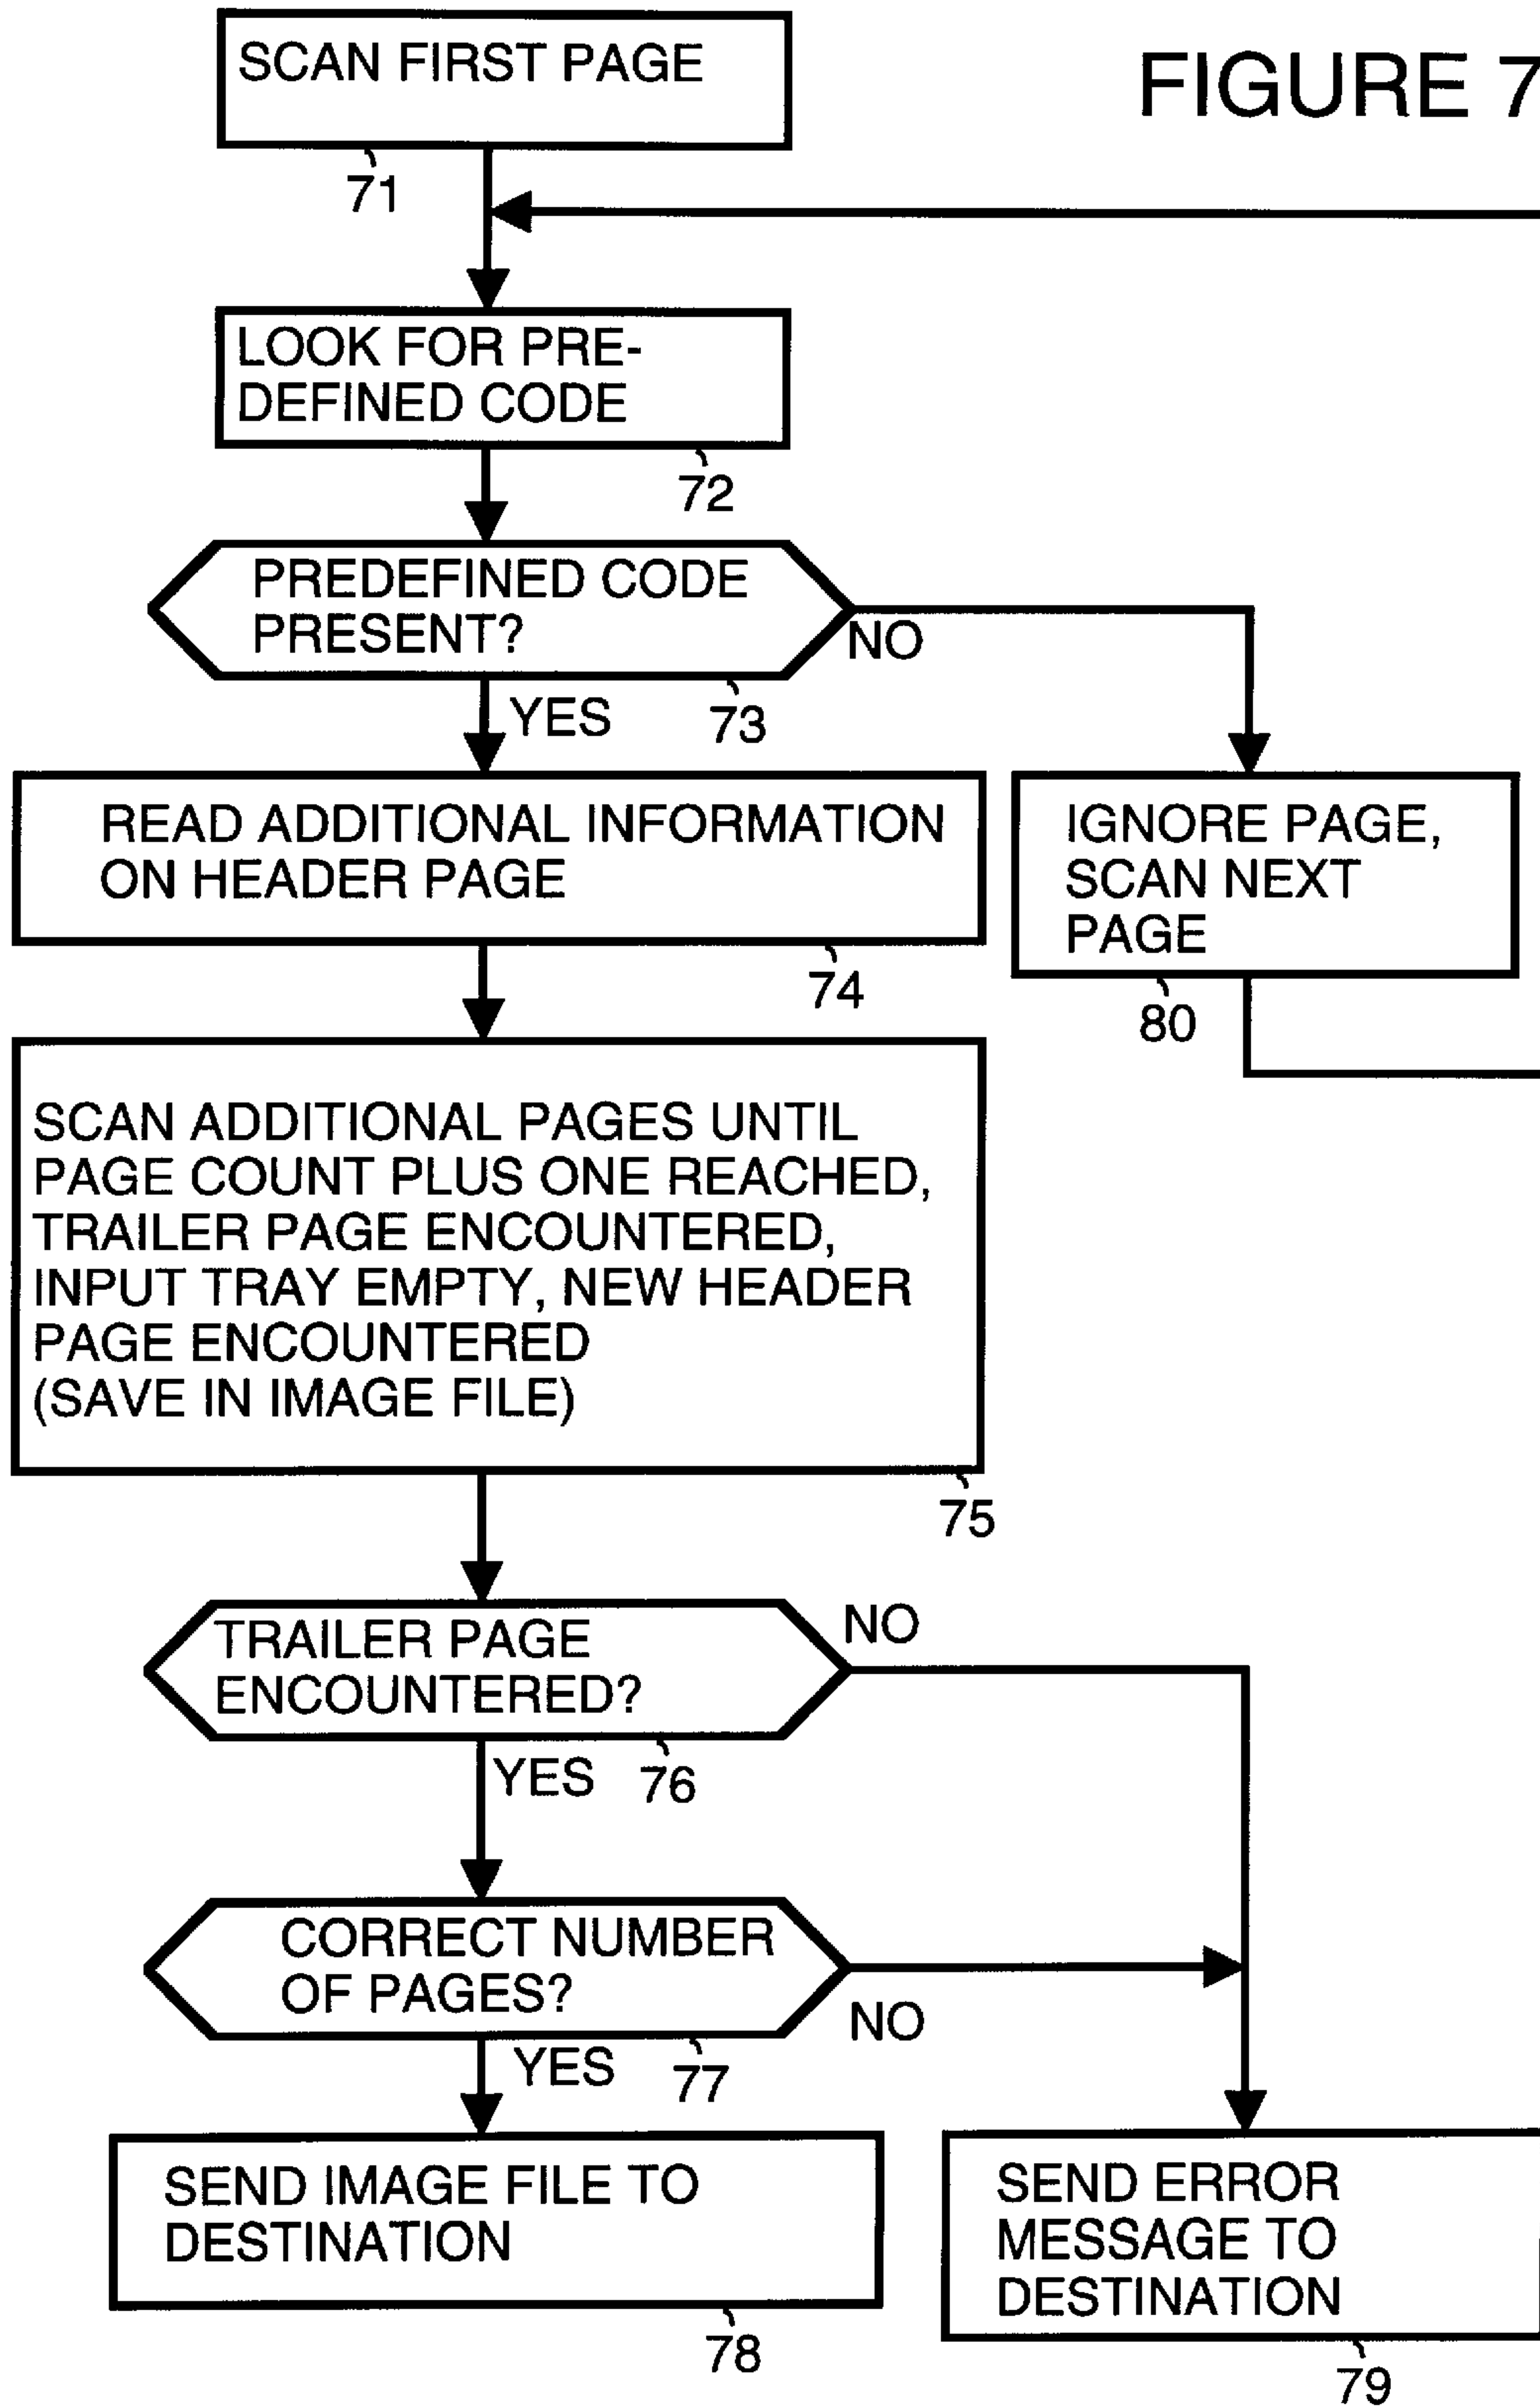 FIGURE 7
SCAN FIRST PAGE
71
LOOK FOR PRE-
DEFINED CODE
72
PREDEFINED CODE
PRESENT?
NO
YES
73
READ ADDITIONAL INFORMATION
ON HEADER PAGE
74
IGNORE PAGE,
SCAN NEXT
PAGE
80
SCAN ADDITIONAL PAGES UNTIL
PAGE COUNT PLUS ONE REACHED,
TRAILER PAGE ENCOUNTERED,
INPUT TRAY EMPTY, NEW HEADER
PAGE ENCOUNTERED
(SAVE IN IMAGE FILE)
75
TRAILER PAGE
ENCOUNTERED?
NO
YES
76
CORRECT NUMBER
OF PAGES?
NO
YES
77
SEND IMAGE FILE TO
DESTINATION
78
SEND ERROR
MESSAGE TO
DESTINATION
79